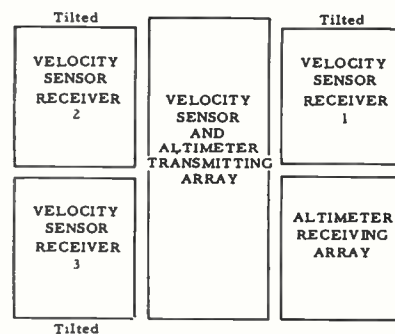 Tilted
VELOCITY
SENSOR
RECEIVER
2
VELOCITY
SENSOR
RECEIVER
3
Tilted
VELOCITY
SENSOR
AND
ALTIMETER
TRANSMITTING
ARRAY
Tilted
VELOCITY
SENSOR
RECEIVER
1
ALTIMETER
RECEIVING
ARRAY